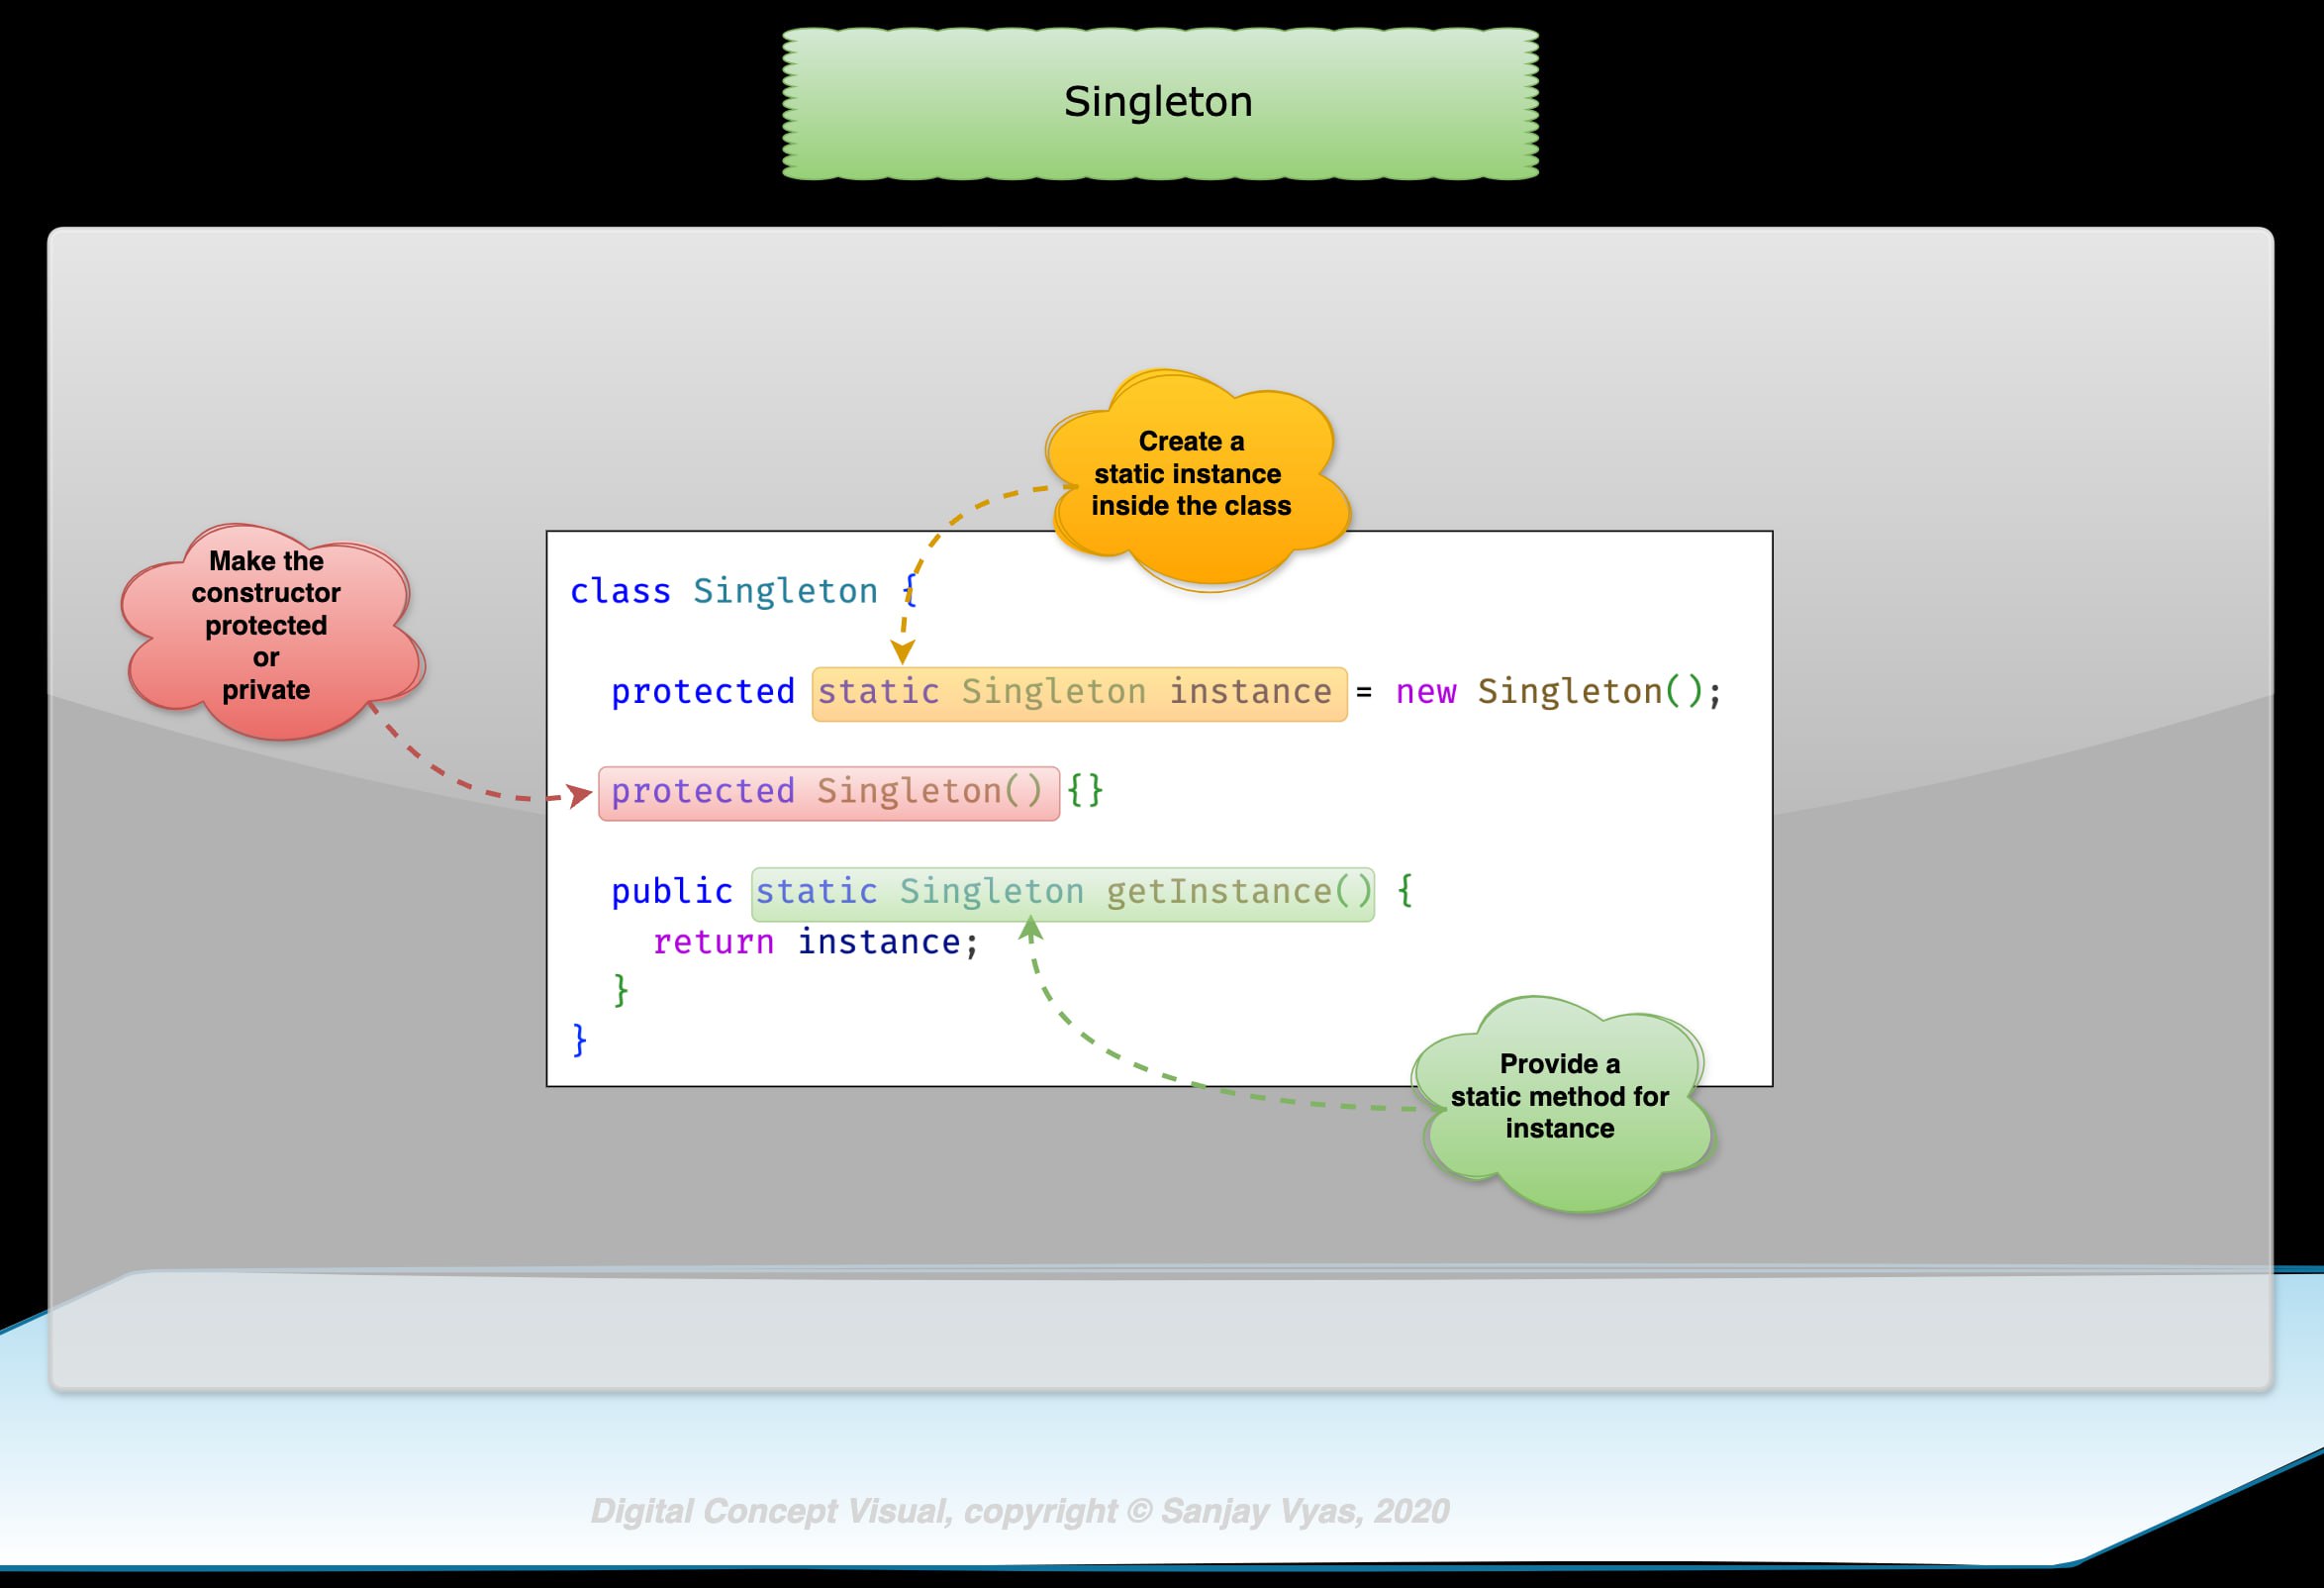 Singleton
Create a
static instance
inside the class
Make the
constructor
protected
or
private
class Singleton {
protected static Singleton instance = new Singleton();
protected Singleton() {}
public static Singleton getInstance() {
return instance;
}
}
Provide a
static method for
instance
Digital Concept Visual, copyright © Sanjay Vyas, 2020